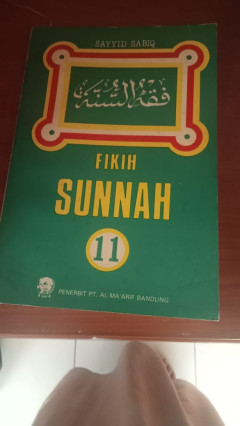 SAYYID SABIQ
فقه السنة
FIKIH
SUNNAH
11
PENERBIT PT. AL-MA'ARIF BANDUNG